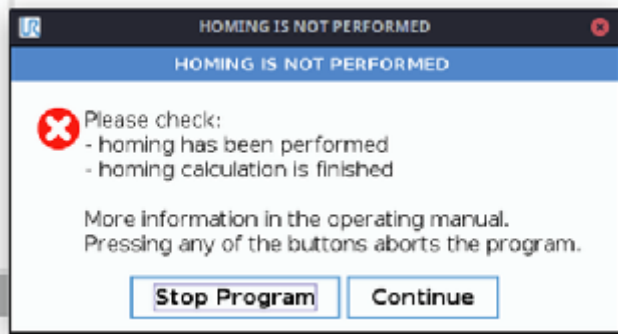 UR
HOMING IS NOT PERFORMED
HOMING IS NOT PERFORMED
Please check:
- homing has been performed
- homing calculation is finished
More information in the operating manual.
Pressing any of the buttons aborts the program.
Stop Program
Continue